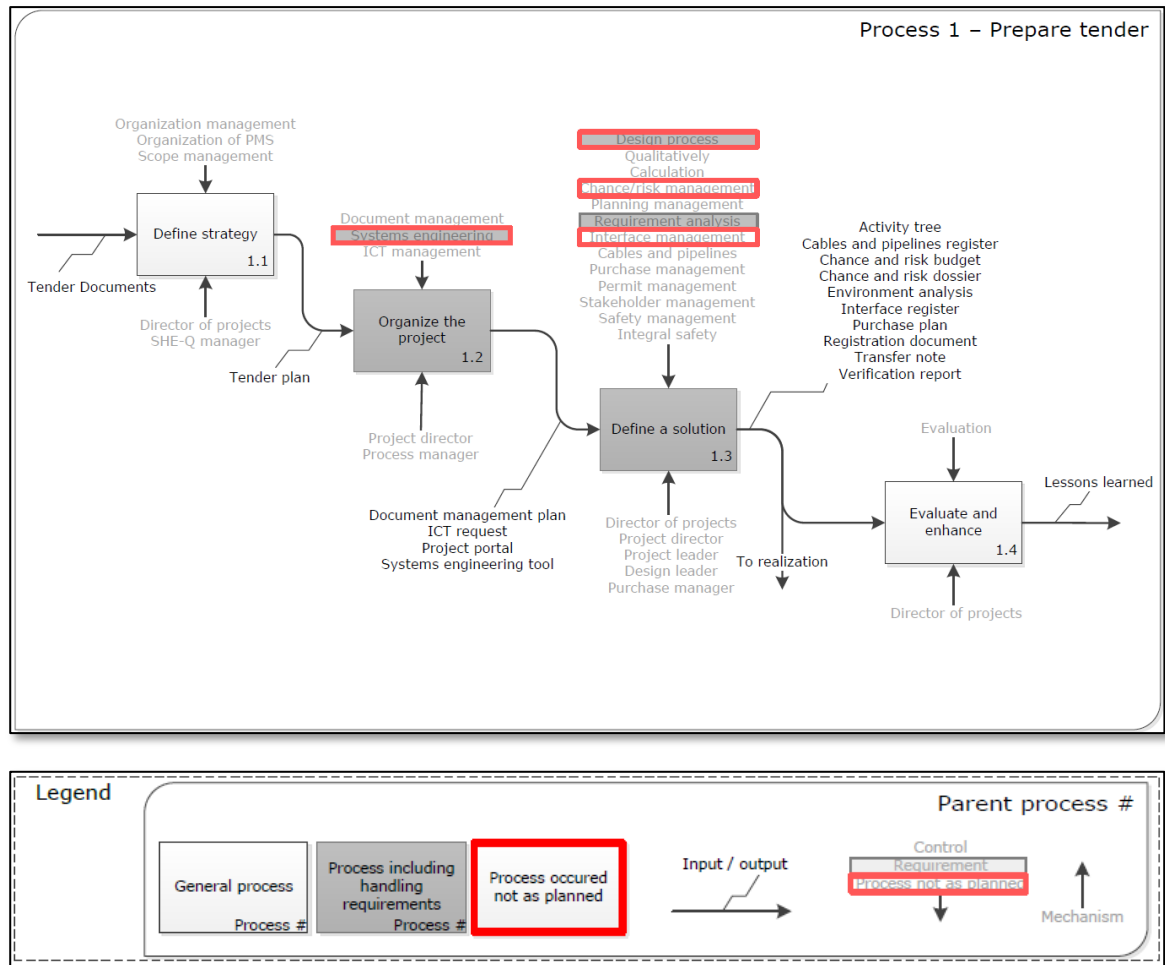 Process 1 – Prepare tender
Organization management
Organization of PMS
Scope management
Define strategy
1.1
Tender Documents
Director of projects
SHE-Q manager
Tender plan
Document management
Systems engineering
ICT management
Organize the
project
1.2
Project director
Process manager
Document management plan
ICT request
Project portal
Systems engineering tool
Design process
Qualitatively
Calculation
Chance/risk management
Planning management
Requirement analysis
Interface management
Cables and pipelines
Purchase management
Permit management
Stakeholder management
Safety management
Integral safety
Define a solution
1.3
Director of projects
Project director
Project leader
Design leader
Purchase manager
Activity tree
Cables and pipelines register
Chance and risk budget
Chance and risk dossier
Environment analysis
Interface register
Purchase plan
Registration document
Transfer note
Verification report
To realization
Evaluation
Evaluate and
enhance
1.4
Director of projects
Lessons learned
Legend
Parent process #
General process
Process #
Process including
handling
requirements
Process #
Process occured
not as planned
Input / output
Control
Requirement
Process not as planned
Mechanism